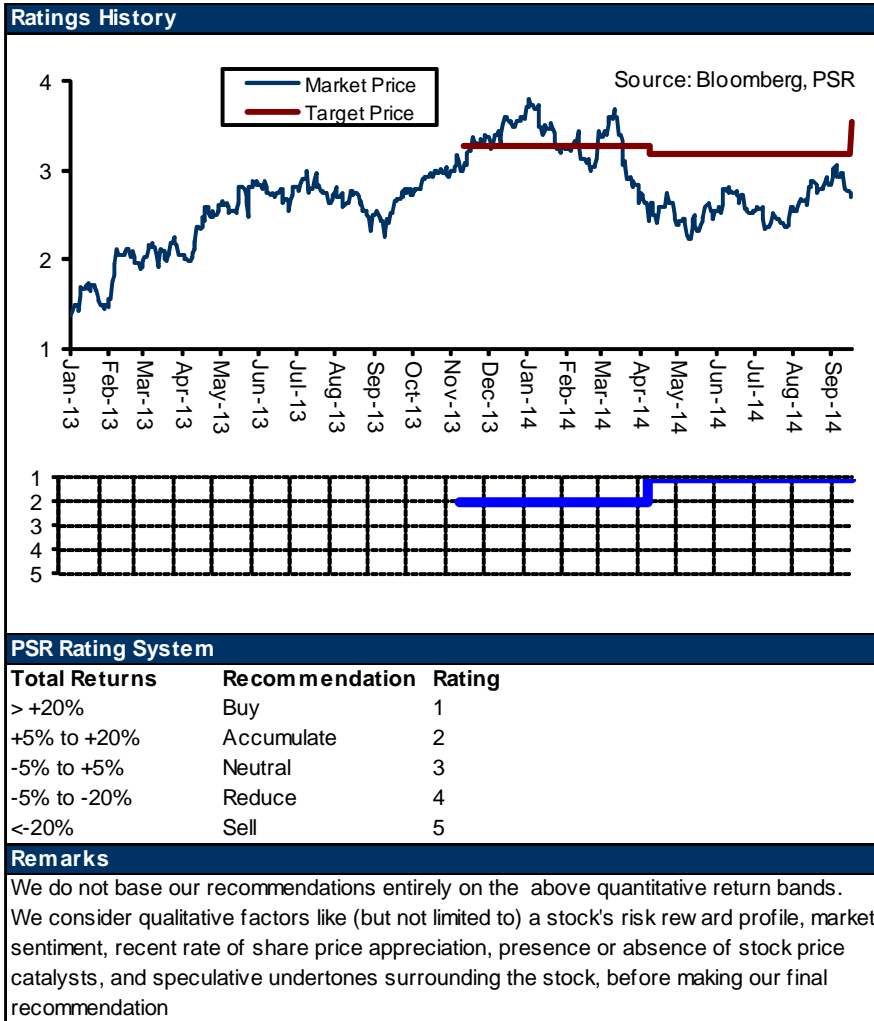 Ratings History
Market Price
Target Price
Source: Bloomberg, PSR
4
3
2
1
Jan-13
Feb-13
Mar-13
Apr-13
May-13
Jun-13
Jul-13
Aug-13
Sep-13
Oct-13
Nov-13
Dec-13
Jan-14
Feb-14
Mar-14
Apr-14
May-14
Jun-14
Jul-14
Aug-14
Sep-14
1
2
3
4
5
PSR Rating System
Total Returns Recommendation Rating
> +20% Buy 1
+5% to +20% Accumulate 2
-5% to +5% Neutral 3
-5% to -20% Reduce 4
<-20% Sell 5
Remarks
We do not base our recommendations entirely on the above quantitative return bands.
We consider qualitative factors like (but not limited to) a stock's risk reward profile, market
sentiment, recent rate of share price appreciation, presence or absence of stock price
catalysts, and speculative undertones surrounding the stock, before making our final
recommendation